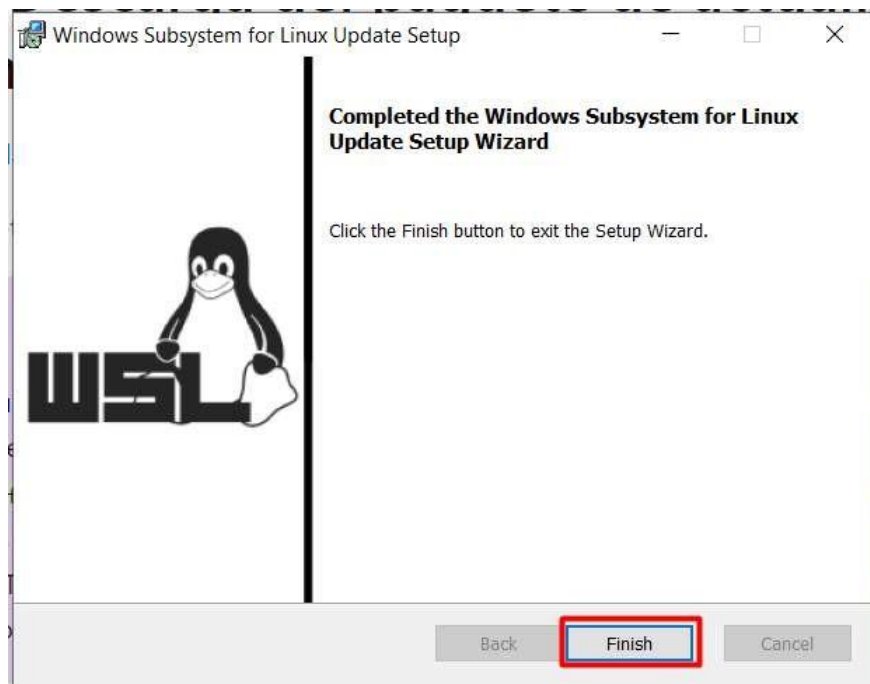 Windows Subsystem for Linux Update Setup
Completed the Windows Subsystem for Linux
Update Setup Wizard
Click the Finish button to exit the Setup Wizard.
WSL
Back
Finish
Cancel